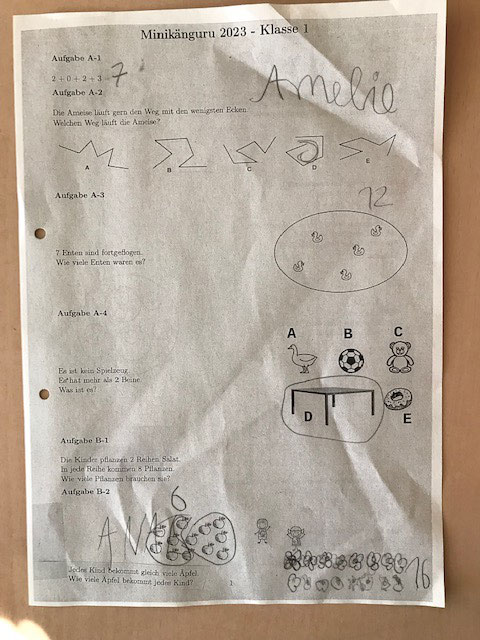 Minikänguru 2023 - Klasse 1
Aufgabe A-1
2 + 0 + 2 + 3 = 7
Amelie
Aufgabe A-2
Die Ameise läuft gern den Weg mit den wenigsten Ecken.
Welchen Weg läuft die Ameise?
A B C D E
Aufgabe A-3
12
7 Enten sind fortgeflogen.
Wie viele Enten waren es?
Aufgabe A-4
A B C
Es ist kein Spielzeug.
Es hat mehr als 2 Beine
Was ist es?
D E
Aufgabe B-1
Die Kinder pflanzen 2 Reihen Salat.
In jede Reihe kommen 8 Pflanzen.
Wie viele Pflanzen brauchen sie?
Aufgabe B-2
6
Jedes Kind bekommt gleich viele Äpfel.
Wie viele Äpfel bekommt jedes Kind?
16
1